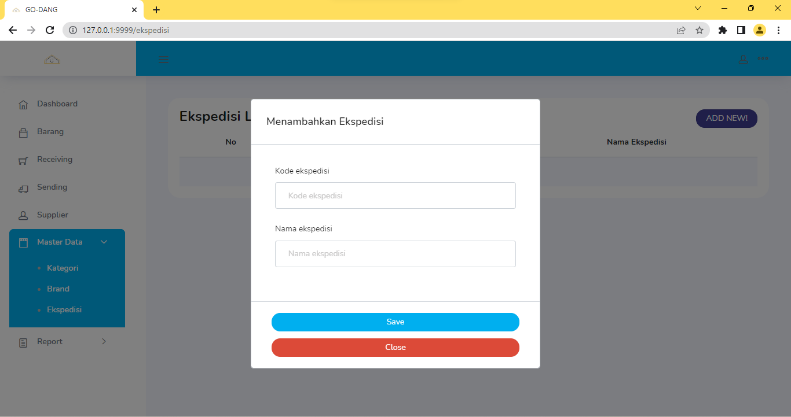 GO-DANG
127.0.0.1:9999/ekspedisi
Dashboard
Barang
Receiving
Sending
Supplier
Master Data
Kategori
Brand
Ekspedisi
Report
Ekspedisi L
ADD NEW!
No
Nama Ekspedisi
Menambahkan Ekspedisi
Kode ekspedisi
Kode ekspedisi
Nama ekspedisi
Nama ekspedisi
Save
Close